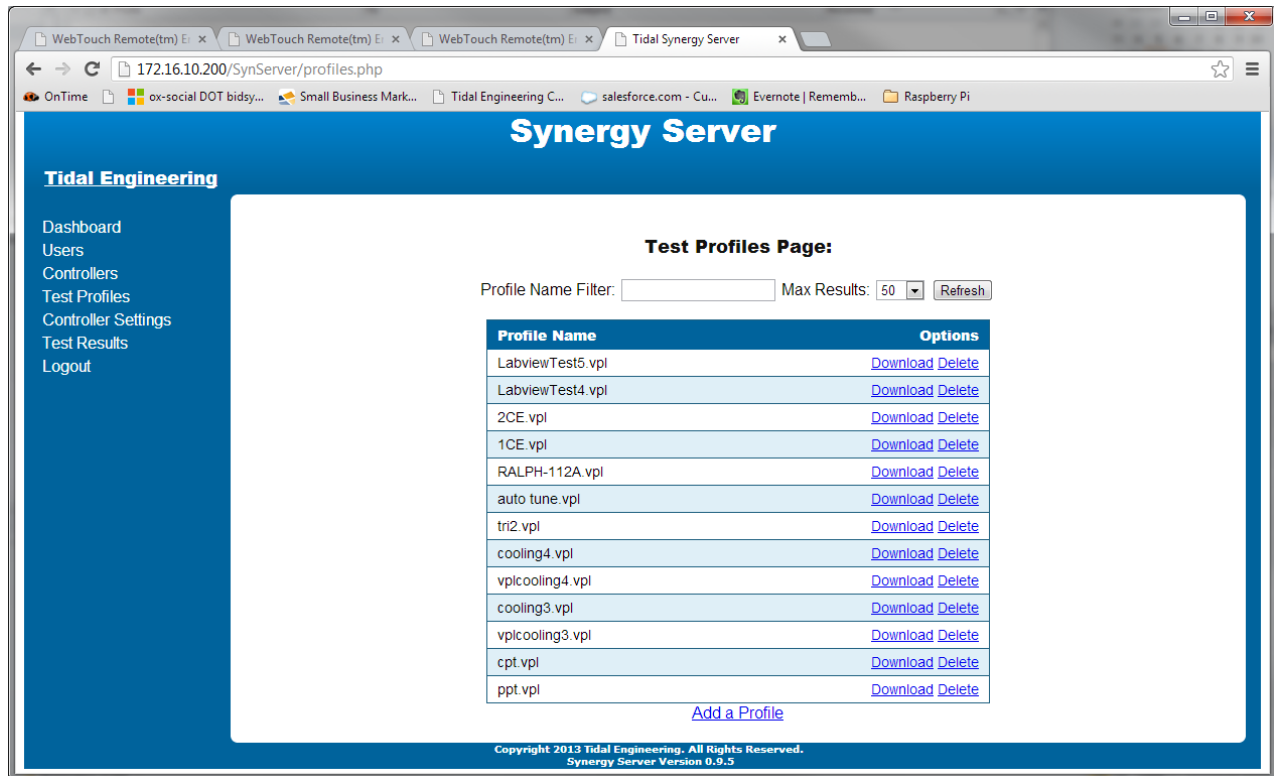 WebTouch Remote(tm) E
WebTouch Remote(tm) E
WebTouch Remote(tm) E
Tidal Synergy Server
172.16.10.200/SynServer/profiles.php
OnTime
ox-social DOT bidsy...
Small Business Mark...
Tidal Engineering C...
salesforce.com - Cu...
Evernote | Rememb...
Raspberry Pi
Synergy Server
Tidal Engineering
Dashboard
Users
Controllers
Test Profiles
Controller Settings
Test Results
Logout
Test Profiles Page:
Profile Name Filter: Max Results: 50 Refresh
Profile Name Options
LabviewTest5.vpl Download Delete
LabviewTest4.vpl Download Delete
2CE.vpl Download Delete
1CE.vpl Download Delete
RALPH-112A.vpl Download Delete
auto tune.vpl Download Delete
tri2.vpl Download Delete
cooling4.vpl Download Delete
vplcooling4.vpl Download Delete
cooling3.vpl Download Delete
vplcooling3.vpl Download Delete
cpt.vpl Download Delete
ppt.vpl Download Delete
Add a Profile
Copyright 2013 Tidal Engineering. All Rights Reserved.
Synergy Server Version 0.9.5